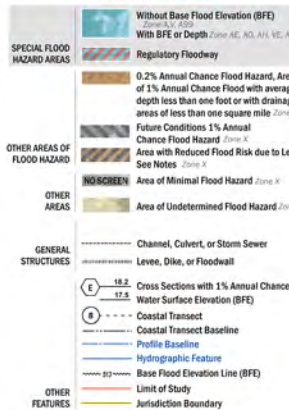 Without Base Flood Elevation (BFE)
Zone A, V, A99
With BFE or Depth Zone AE, AO, AH, VE, A
SPECIAL FLOOD
HAZARD AREAS
Regulatory Floodway
0.2% Annual Chance Flood Hazard, Are
of 1% Annual Chance Flood with averag
depth less than one foot or with drainag
areas of less than one square mile Zone
Future Conditions 1% Annual
Chance Flood Hazard Zone X
OTHER AREAS OF
FLOOD HAZARD
Area with Reduced Flood Risk due to Le
See Notes Zone X
NO SCREEN Area of Minimal Flood Hazard Zone X
OTHER
AREAS
Area of Undetermined Flood Hazard Zon
GENERAL
STRUCTURES
Channel, Culvert, or Storm Sewer
Levee, Dike, or Floodwall
E 18.2 Cross Sections with 1% Annual Chance
17.5 Water Surface Elevation (BFE)
8 Coastal Transect
Coastal Transect Baseline
Profile Baseline
Hydrographic Feature
513 Base Flood Elevation Line (BFE)
OTHER
FEATURES
Limit of Study
Jurisdiction Boundary